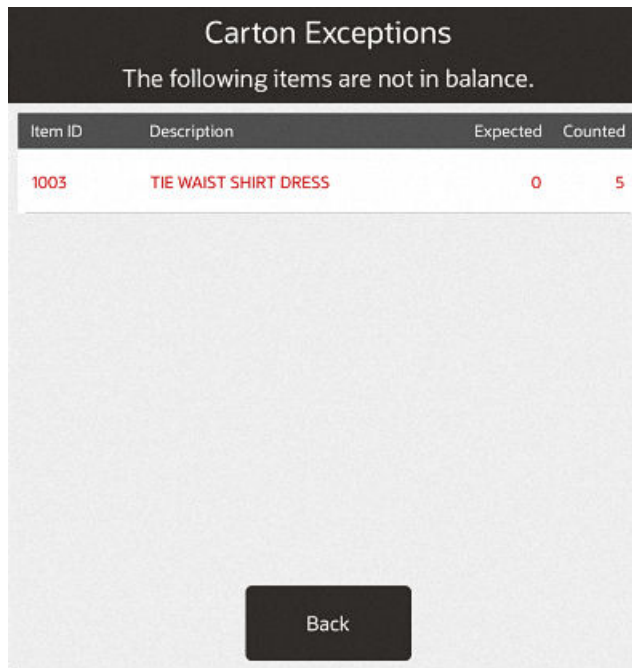 Carton Exceptions
The following items are not in balance.
Item ID Description Expected Counted
1003 TIE WAIST SHIRT DRESS 0 5
Back